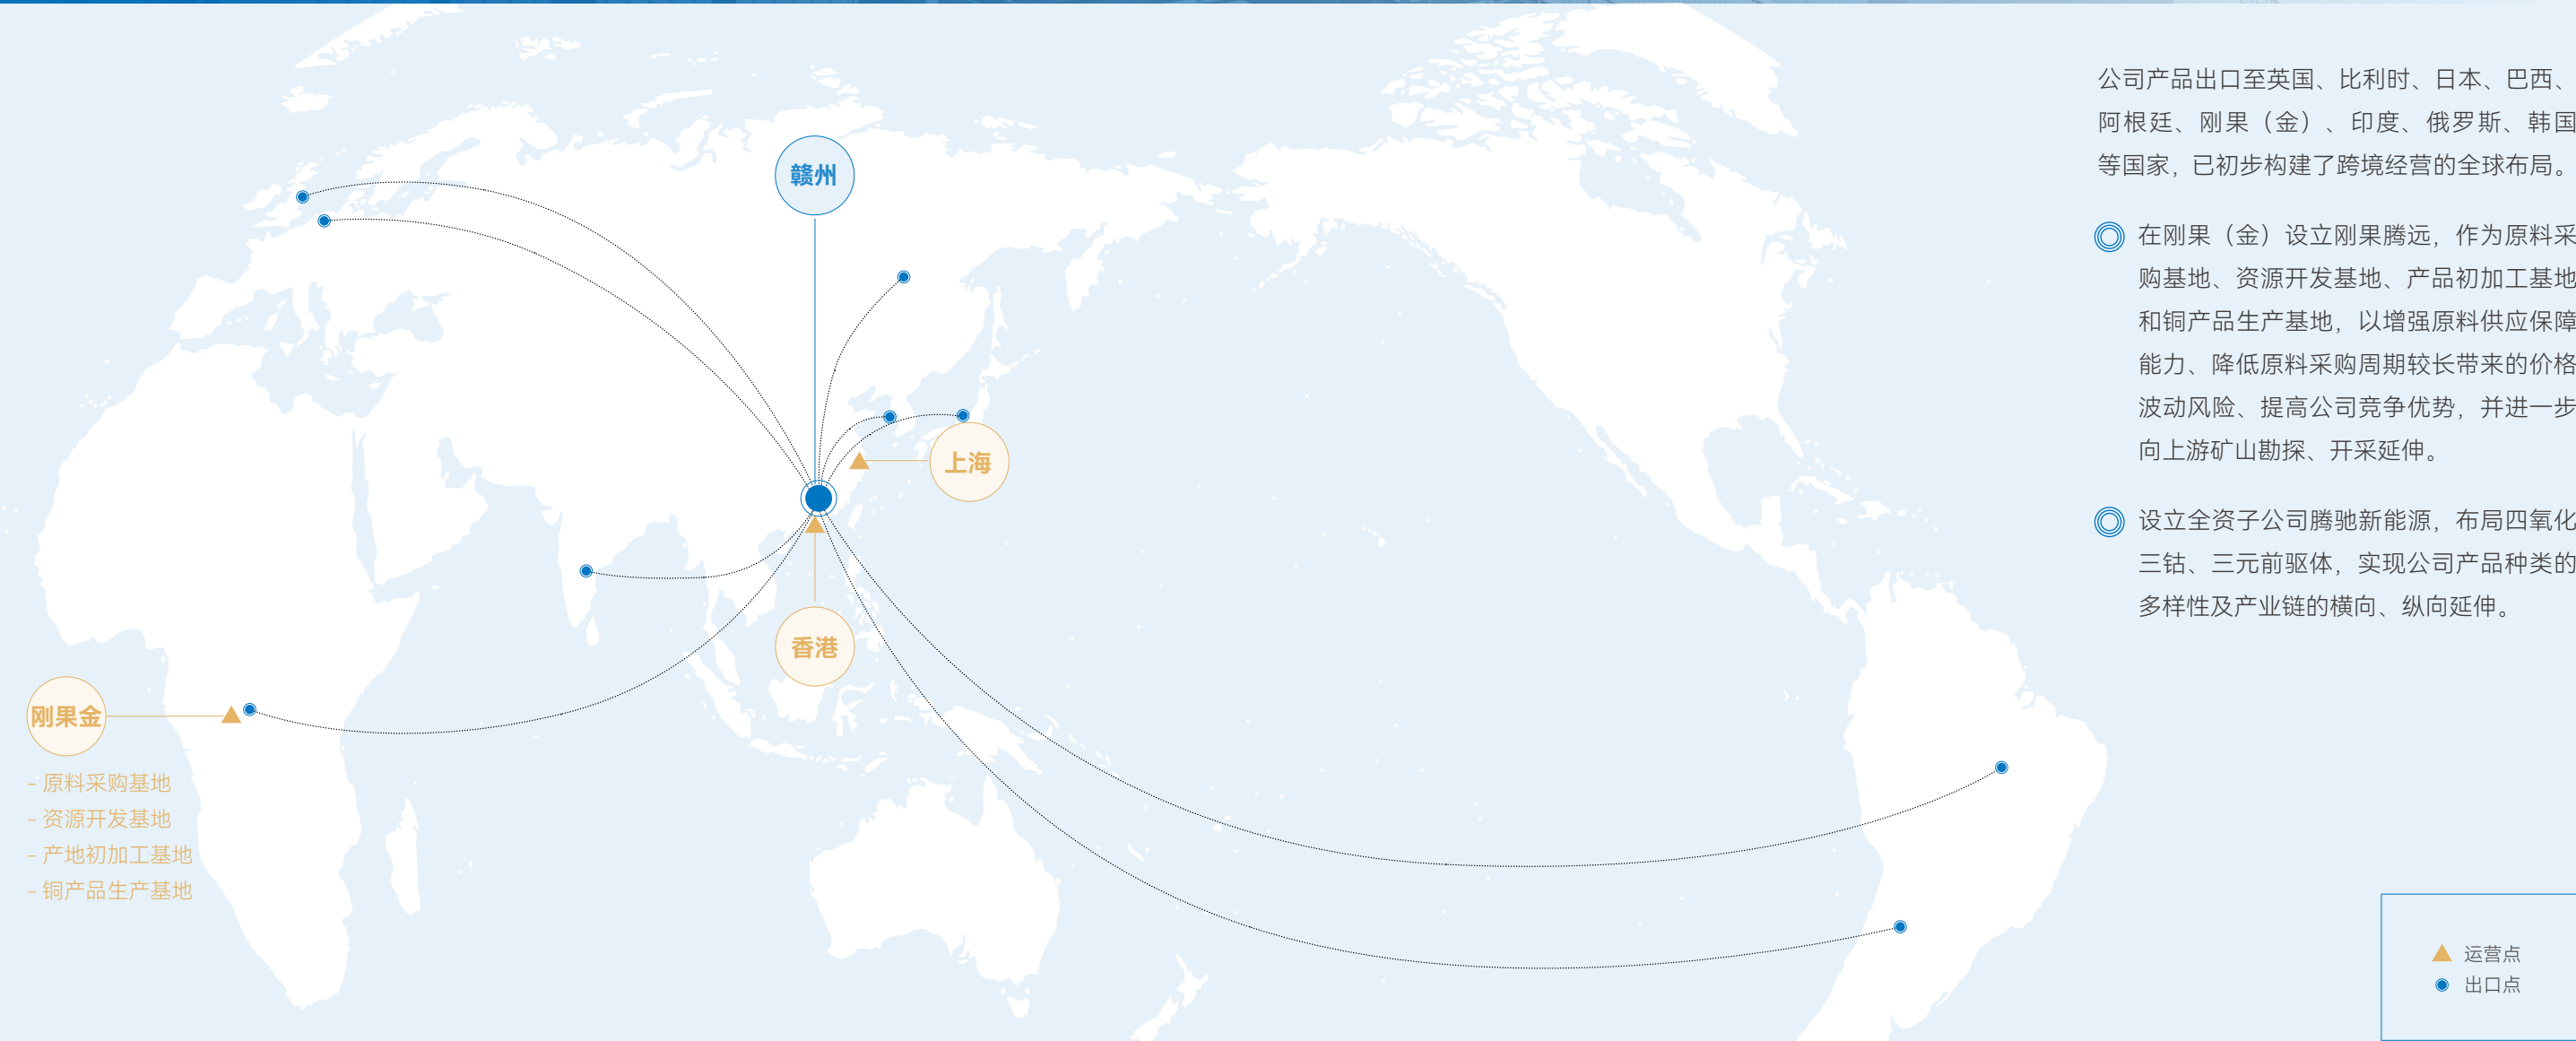 公司产品出口至英国、比利时、日本、巴西、
阿根廷、刚果（金）、印度、俄罗斯、韩国
等国家，已初步构建了跨境经营的全球布局。
在刚果（金）设立刚果腾远，作为原料采
购基地、资源开发基地、产品初加工基地
和铜产品生产基地，以增强原料供应保障
能力、降低原料采购周期较长带来的价格
波动风险、提高公司竞争优势，并进一步
向上游矿山勘探、开采延伸。
设立全资子公司腾驰新能源，布局四氧化
三钴、三元前驱体，实现公司产品种类的
多样性及产业链的横向、纵向延伸。
赣州
上海
香港
刚果金
- 原料采购基地
- 资源开发基地
- 产地初加工基地
- 铜产品生产基地
运营点
出口点